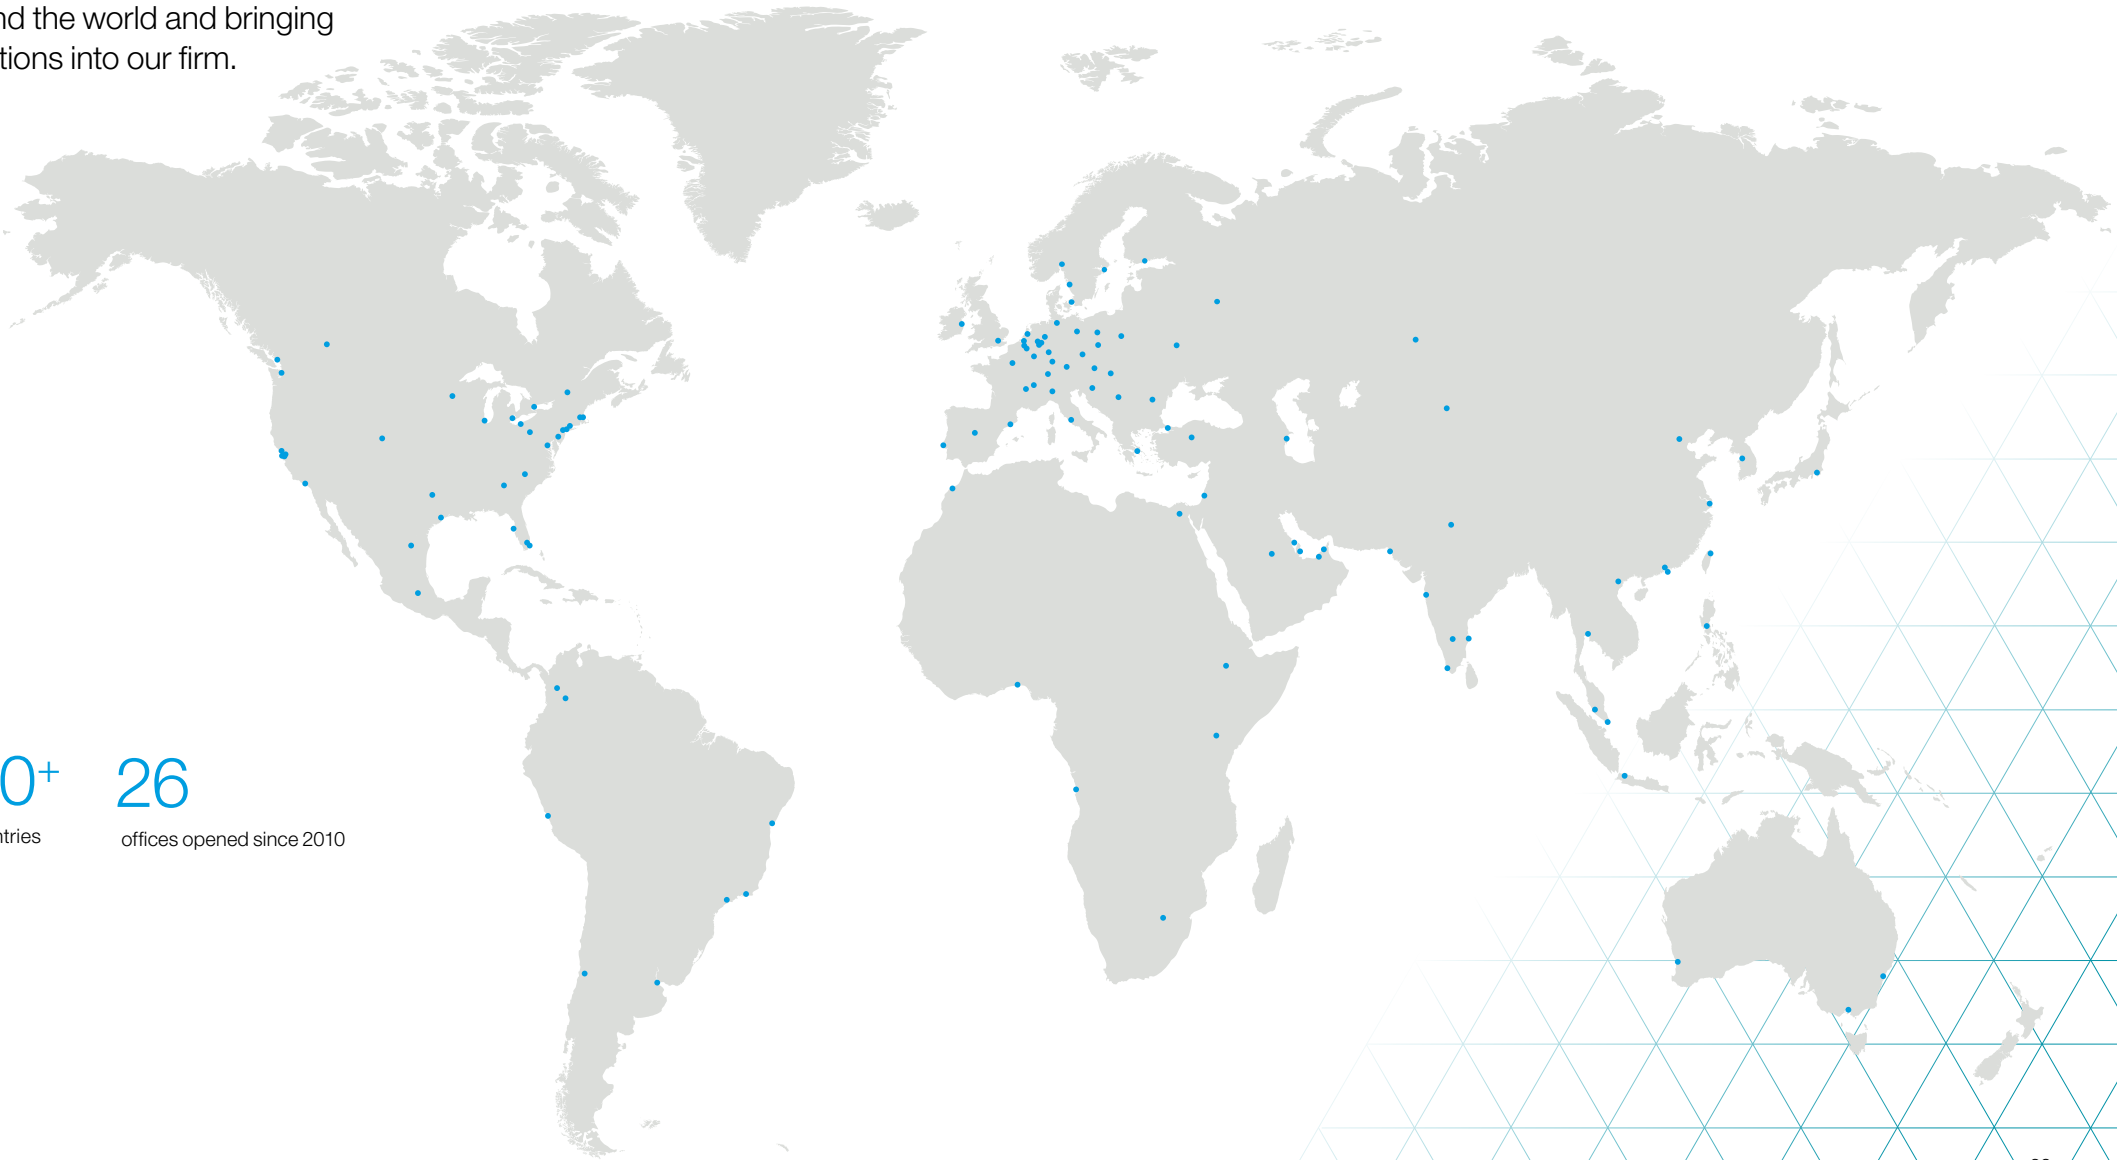 nd the world and bringing
tions into our firm.
0+ 26
ntries offices opened since 2010